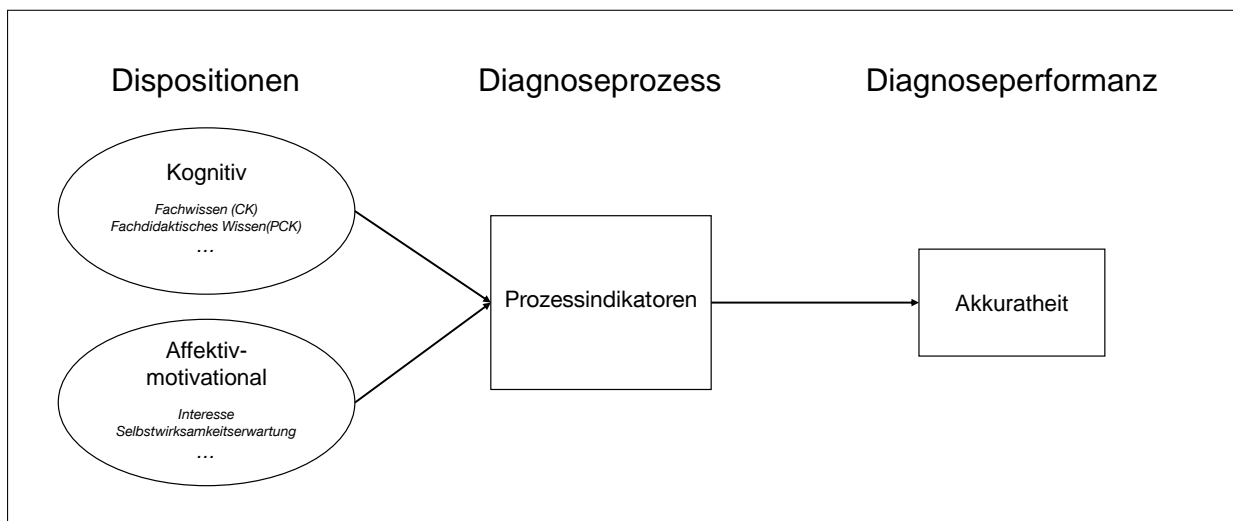 Dispositionen
Diagnoseprozess
Diagnoseperformanz
Kognitiv
Fachwissen (CK)
Fachdidaktisches Wissen(PCK)
...
Affektiv-
motivational
Interesse
Selbstwirksamkeitserwartung
...
Prozessindikatoren
Akkuratheit